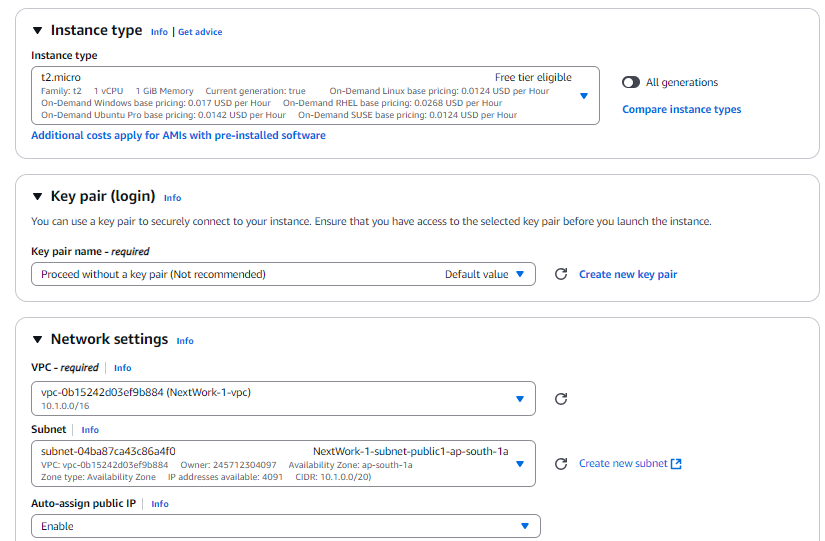 Instance type Info | Get advice
Instance type
t2.micro Free tier eligible
Family: t2 1 vCPU 1 GiB Memory Current generation: true On-Demand Linux base pricing: 0.0124 USD per Hour
On-Demand Windows base pricing: 0.017 USD per Hour On-Demand RHEL base pricing: 0.0268 USD per Hour
On-Demand Ubuntu Pro base pricing: 0.0142 USD per Hour On-Demand SUSE base pricing: 0.0124 USD per Hour
All generations
Compare instance types
Additional costs apply for AMIs with pre-installed software
Key pair (login) Info
You can use a key pair to securely connect to your instance. Ensure that you have access to the selected key pair before you launch the instance.
Key pair name - required
Proceed without a key pair (Not recommended) Default value
Create new key pair
Network settings Info
VPC - required | Info
vpc-0b15242d03ef9b884 (NextWork-1-vpc)
10.1.0.0/16
Subnet | Info
subnet-04ba87ca43c86a4f0 NextWork-1-subnet-public1-ap-south-1a
VPC: vpc-0b15242d03ef9b884 Owner: 245712304097 Availability Zone: ap-south-1a
Zone type: Availability Zone IP addresses available: 4091 CIDR: 10.1.0.0/20)
Create new subnet
Auto-assign public IP | Info
Enable